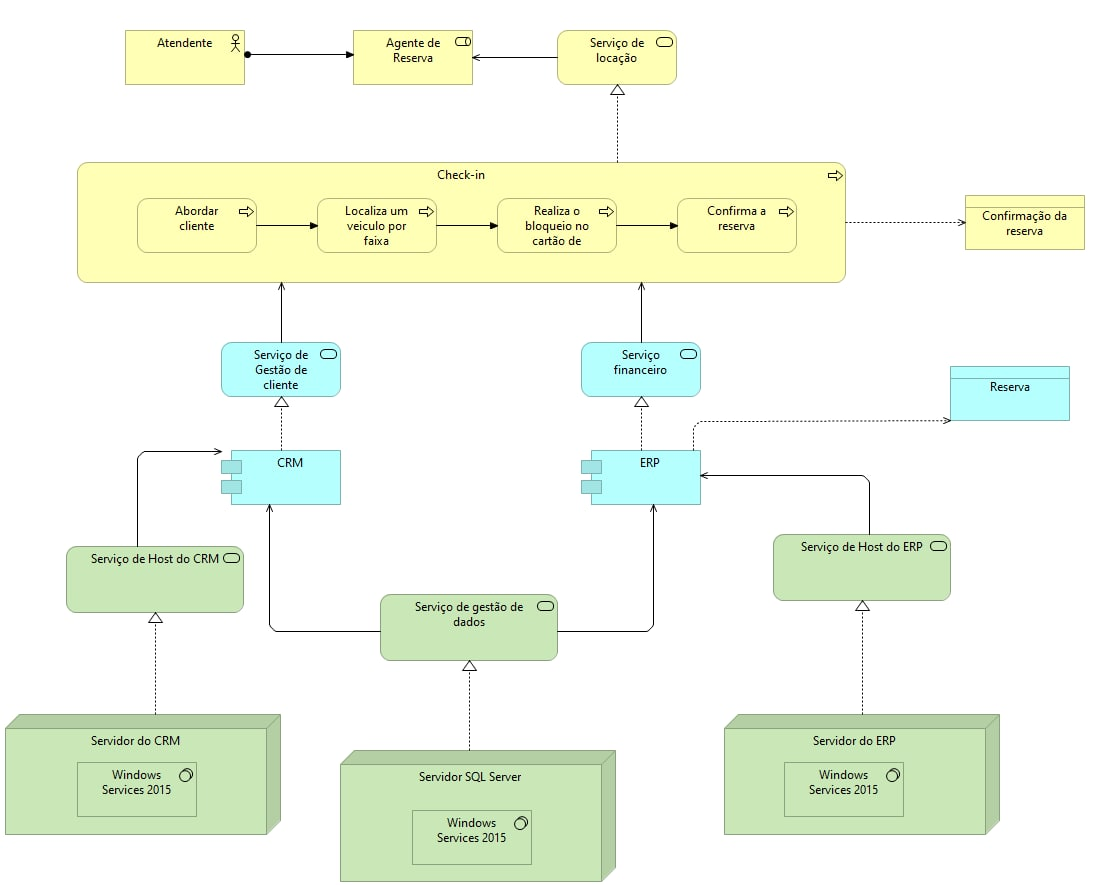 Atendente
Agente de
Reserva
Serviço de
locação
Check-in
Abordar
cliente
Localiza um
veiculo por
faixa
Realiza o
bloqueio no
cartão de
Confirma a
reserva
Confirmação da
reserva
Serviço de
Gestão de
cliente
Serviço
financeiro
Reserva
CRM
ERP
Serviço de Host do CRM
Serviço de gestão de
dados
Serviço de Host do ERP
Servidor do CRM
Windows
Services 2015
Servidor SQL Server
Windows
Services 2015
Servidor do ERP
Windows
Services 2015